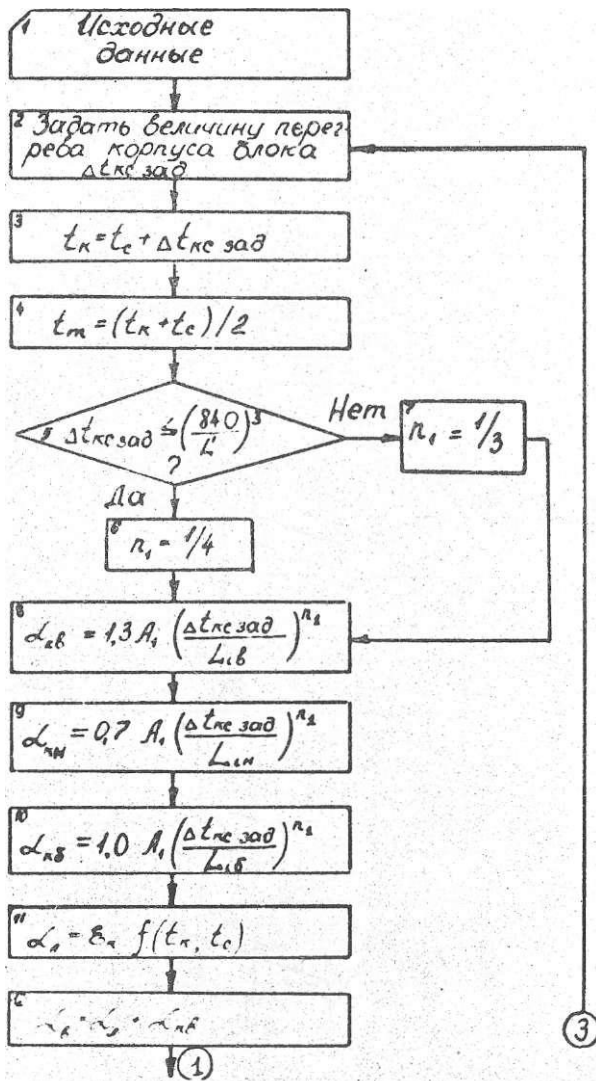 1 Исходные
данные
2 Задать величину перег-
рева корпуса блока
Δtкс зад
3
tк = tс + Δtкс зад
4
tm = (tк + tс)/2
5 Δtкс зад ≤ (840/L)³
?
Нет
7
n₁ = 1/3
Да
6
n₁ = 1/4
8
αкв = 1,3 A₁ (Δtкс зад/L₁в)^n₁
9
αкн = 0,7 A₁ (Δtкс зад/L₁н)^n₁
10
αкб = 1,0 A₁ (Δtкс зад/L₁б)^n₁
11
αл = εк f(tк, tс)
1
3